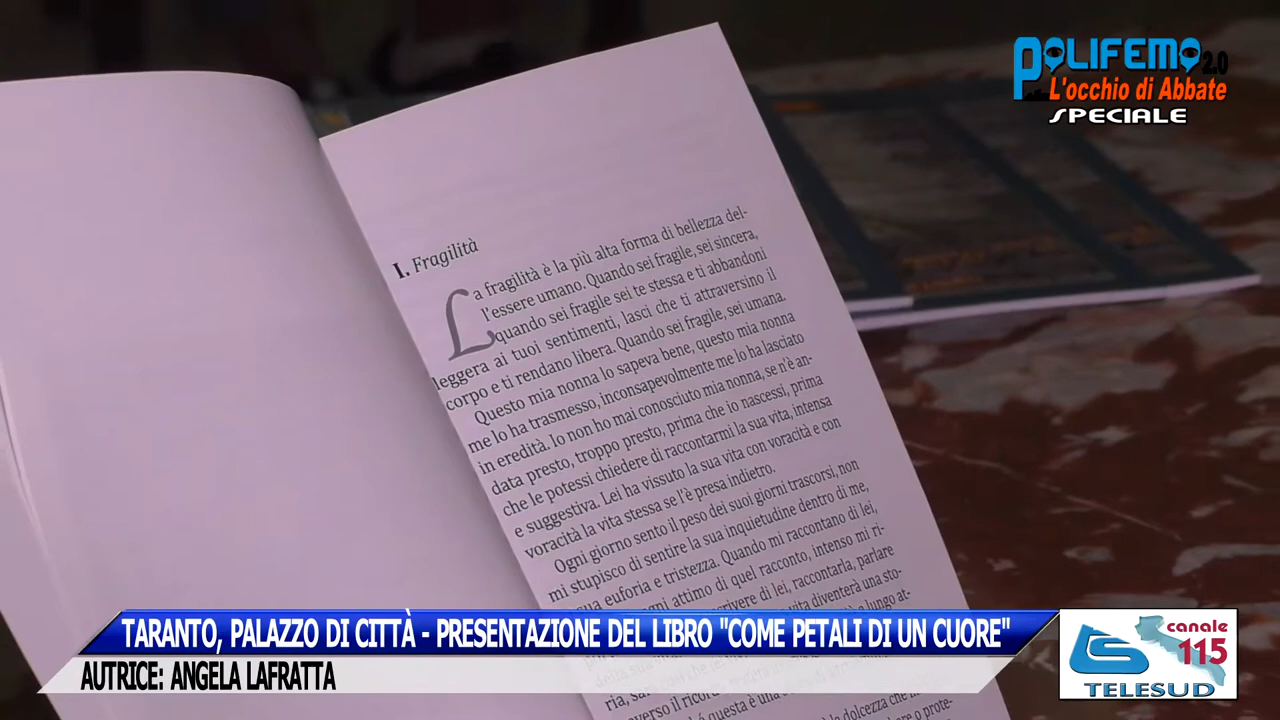 POLIFEMO 2.0
L'occhio di Abbate
SPECIALE
I. Fragilità
La fragilità è la più alta forma di bellezza del-
l'essere umano. Quando sei fragile, sei sincera,
quando sei fragile sei te stessa e ti abbandoni
leggera ai tuoi sentimenti, lasci che ti attraversino il
corpo e ti rendano libera. Quando sei fragile, sei umana.
Questo mia nonna lo sapeva bene, questo mia nonna
me lo ha trasmesso, inconsapevolmente me lo ha lasciato
in eredità. Io non ho mai conosciuto mia nonna, se n'è an-
data presto, troppo presto, prima che io nascessi, prima
che le potessi chiedere di raccontarmi la sua vita, intensa
e suggestiva. Lei ha vissuto la sua vita con voracità e con
voracità la vita stessa se l'è presa indietro.
Ogni giorno sento il peso dei suoi giorni trascorsi, non
mi stupisco di sentire la sua inquietudine dentro di me,
sua euforia e tristezza. Quando mi raccontano di lei,
ogni attimo di quel racconto, intenso mi ri-
scrivere di lei, raccontarla, parlare
vita diventerà una sto-
a lungo at-
TARANTO, PALAZZO DI CITTÀ - PRESENTAZIONE DEL LIBRO "COME PETALI DI UN CUORE"
AUTRICE: ANGELA LAFRATTA
canale
115
TELESUD